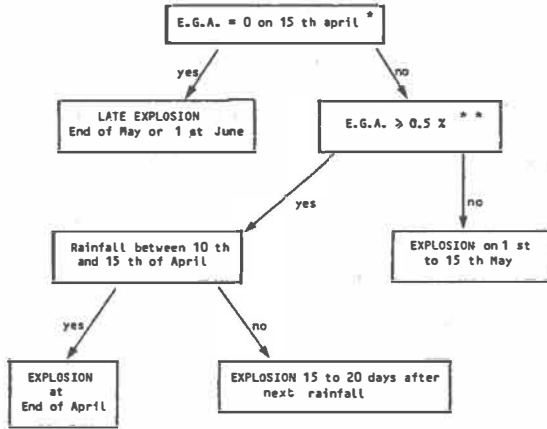 E.G.A. = 0 on 15 th april *
yes
no
LATE EXPLOSION
End of May or 1 st June
E.G.A. ⩾ 0.5 % * *
yes
no
Rainfall between 10 th
and 15 th of April
EXPLOSION on 1 st
to 15 th May
yes
no
EXPLOSION
at
End of April
EXPLOSION 15 to 20 days after
next rainfall